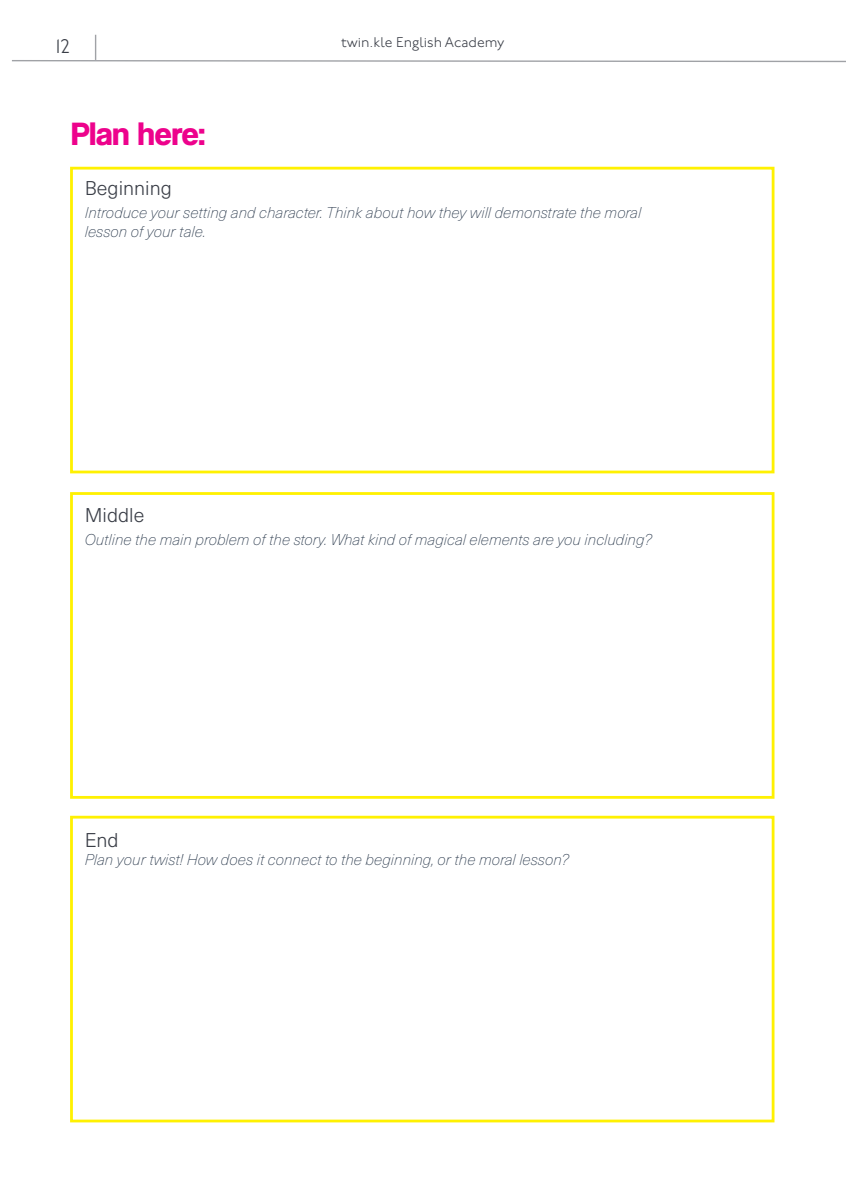 12
twin.kle English Academy
Plan here:
Beginning
Introduce your setting and character. Think about how they will demonstrate the moral
lesson of your tale.
Middle
Outline the main problem of the story. What kind of magical elements are you including?
End
Plan your twist! How does it connect to the beginning, or the moral lesson?